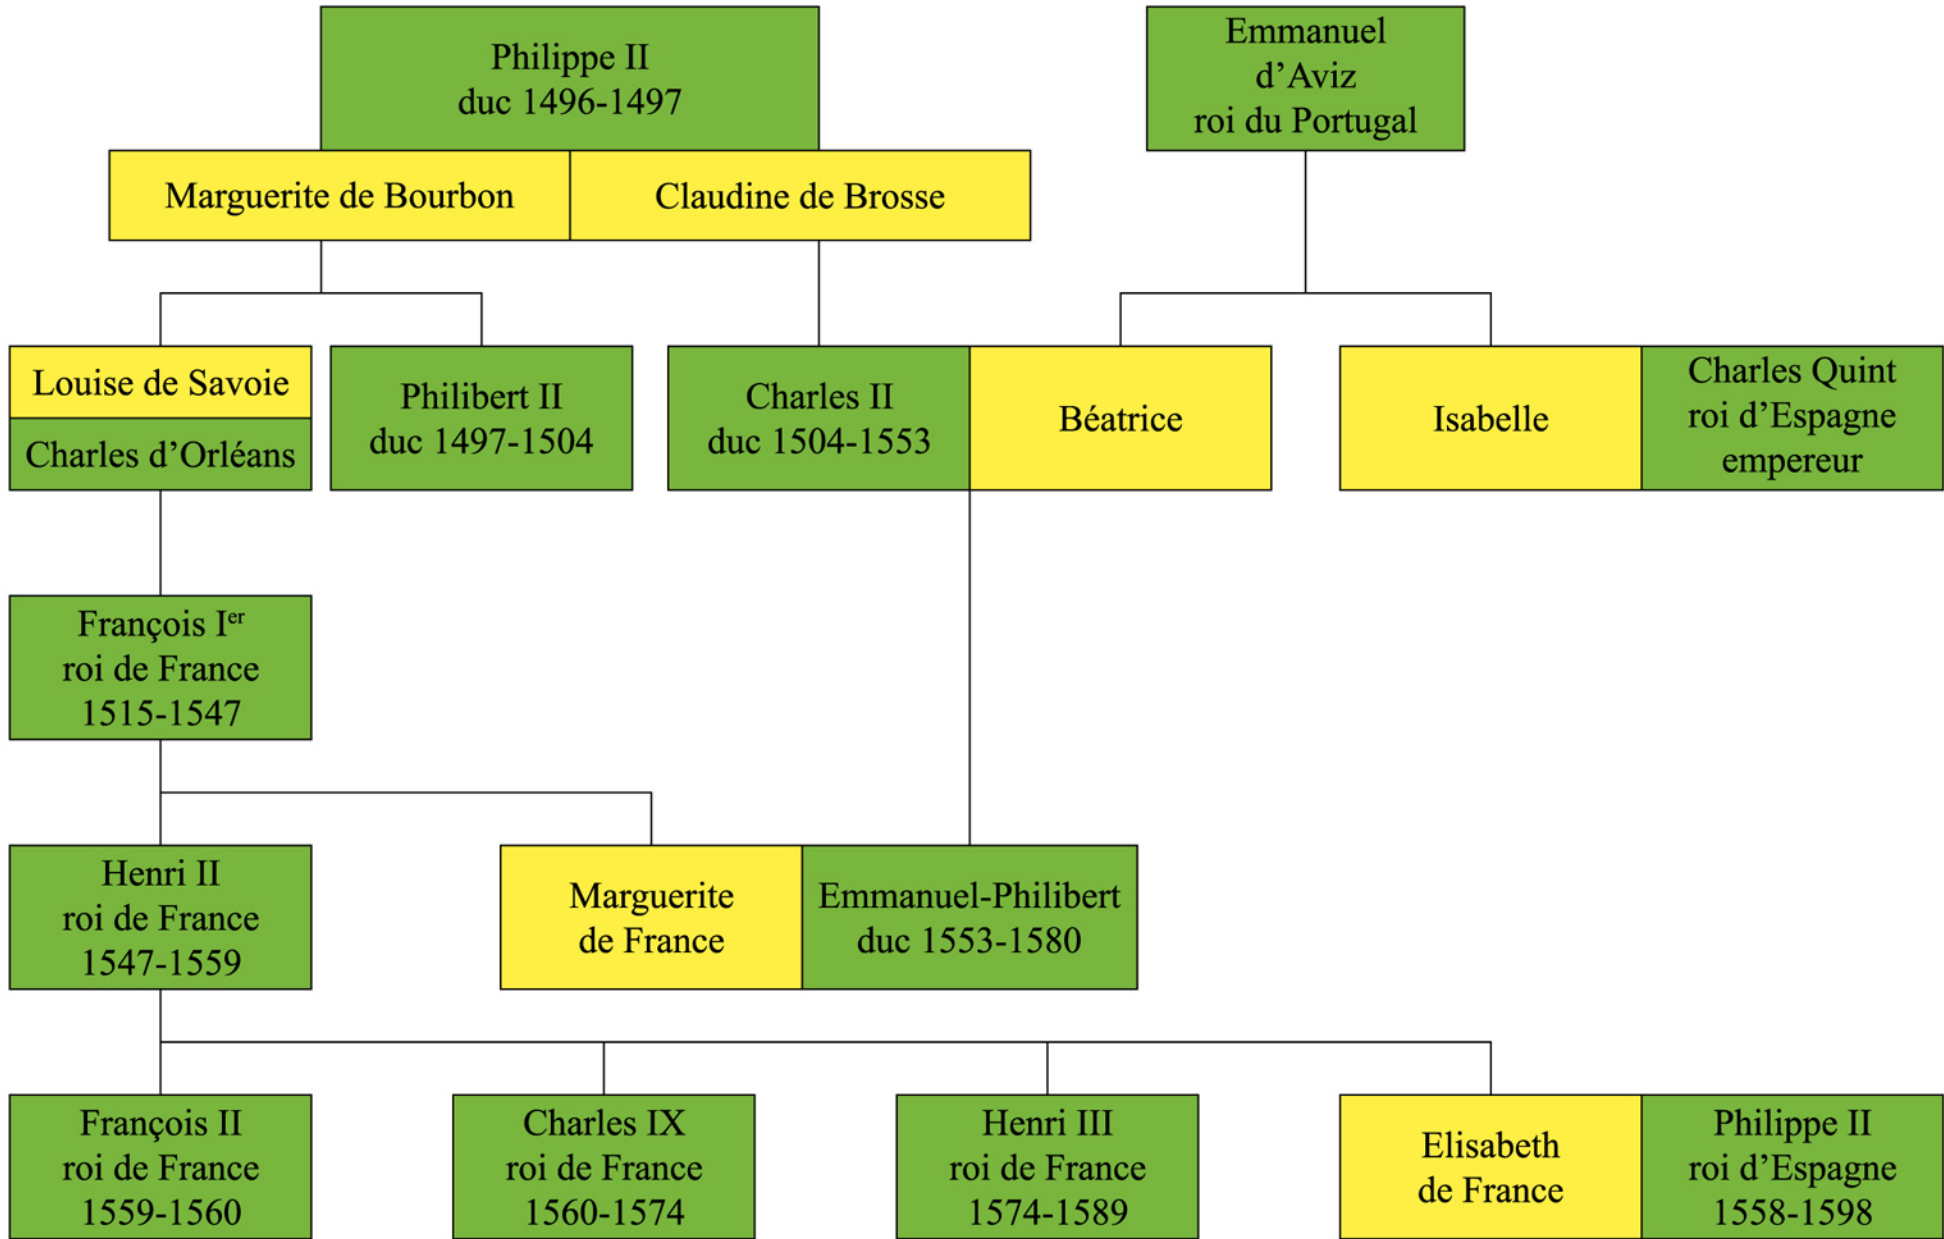 Philippe II
duc 1496-1497
Emmanuel
d’Aviz
roi du Portugal
Marguerite de Bourbon
Claudine de Brosse
Louise de Savoie
Charles d’Orléans
Philibert II
duc 1497-1504
Charles II
duc 1504-1553
Béatrice
Isabelle
Charles Quint
roi d’Espagne
empereur
François Iᵉʳ
roi de France
1515-1547
Henri II
roi de France
1547-1559
Marguerite
de France
Emmanuel-Philibert
duc 1553-1580
François II
roi de France
1559-1560
Charles IX
roi de France
1560-1574
Henri III
roi de France
1574-1589
Elisabeth
de France
Philippe II
roi d’Espagne
1558-1598